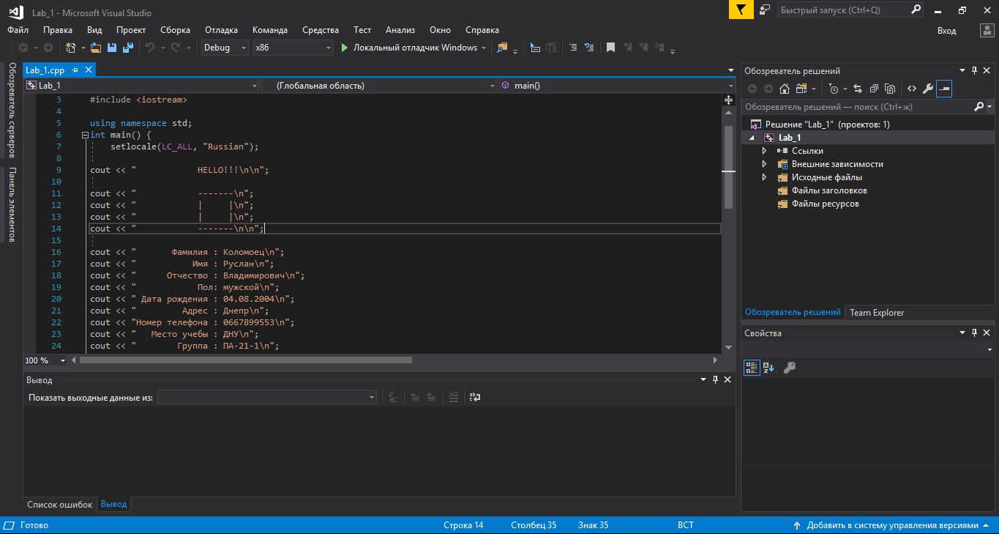 Lab_1 - Microsoft Visual Studio
Быстрый запуск (Ctrl+Q)
Файл Правка Вид Проект Сборка Отладка Команда Средства Тест Анализ Окно Справка
Вход
Debug x86 Локальный отладчик Windows
Обозреватель серверов
Панель элементов
Lab_1.cpp
Lab_1 (Глобальная область) main()
3 #include <iostream>
4
5 using namespace std;
6 int main() {
7 setlocale(LC_ALL, "Russian");
8
9 cout << "            HELLO!!!\n\n";
10
11 cout << "            -------\n";
12 cout << "            |     |\n";
13 cout << "            |     |\n";
14 cout << "            -------\n\n";
15
16 cout << "       Фамилия : Коломоец\n";
17 cout << "           Имя : Руслан\n";
18 cout << "      Отчество : Владимирович\n";
19 cout << "            Пол: мужской\n";
20 cout << " Дата рождения : 04.08.2004\n";
21 cout << "         Адрес : Днепр\n";
22 cout << "Номер телефона : 0667899553\n";
23 cout << "   Место учебы : ДНУ\n";
24 cout << "        Группа : ПА-21-1\n";
100 %
Вывод
Показать выходные данные из:
Список ошибок Вывод
Обозреватель решений
Обозреватель решений — поиск (Ctrl+ж)
Решение "Lab_1" (проектов: 1)
Lab_1
Ссылки
Внешние зависимости
Исходные файлы
Файлы заголовков
Файлы ресурсов
Обозреватель решений Team Explorer
Свойства
Готово Строка 14 Столбец 35 Знак 35 ВСТ Добавить в систему управления версиями